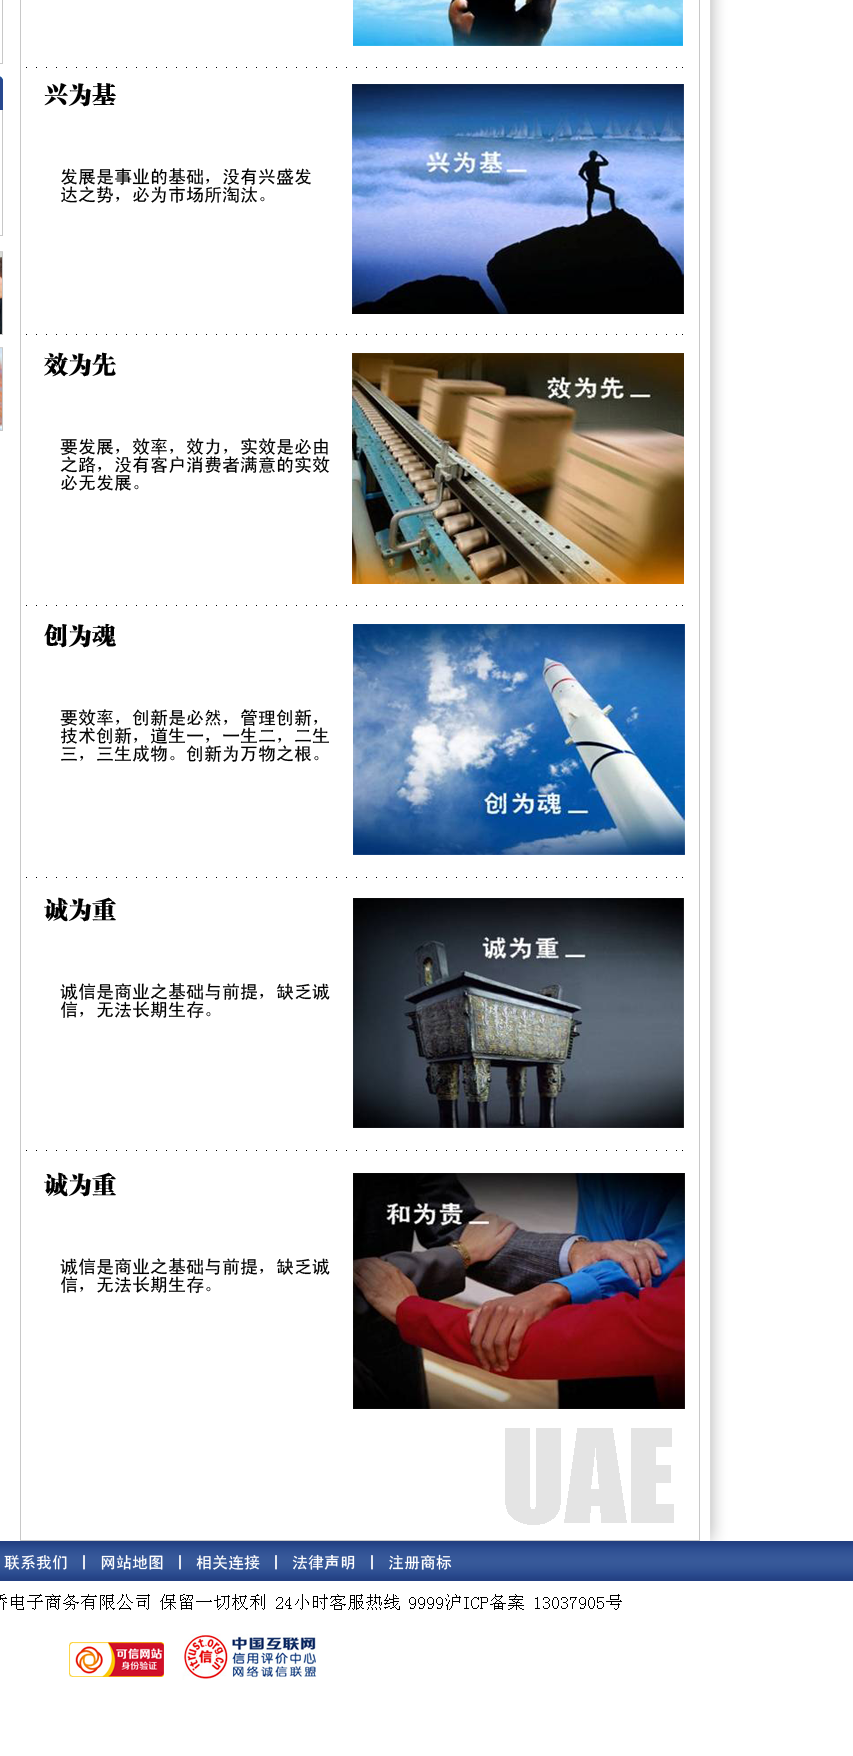 兴为基
兴为基_
发展是事业的基础，没有兴盛发
达之势，必为市场所淘汰。
效为先
效为先_
要发展，效率，效力，实效是必由
之路，没有客户消费者满意的实效
必无发展。
创为魂
要效率，创新是必然，管理创新，
技术创新，道生一，一生二，二生
三，三生成物。创新为万物之根。
创为魂_
诚为重
诚为重_
诚信是商业之基础与前提，缺乏诚
信，无法长期生存。
诚为重
和为贵_
诚信是商业之基础与前提，缺乏诚
信，无法长期生存。
UAE
联系我们 | 网站地图 | 相关连接 | 法律声明 | 注册商标
电子商务有限公司 保留一切权利 24小时客服热线 9999沪ICP备案 13037905号
可信网站
身份验证
itrust.org.cn
信
中国互联网
信用评价中心
网络诚信联盟